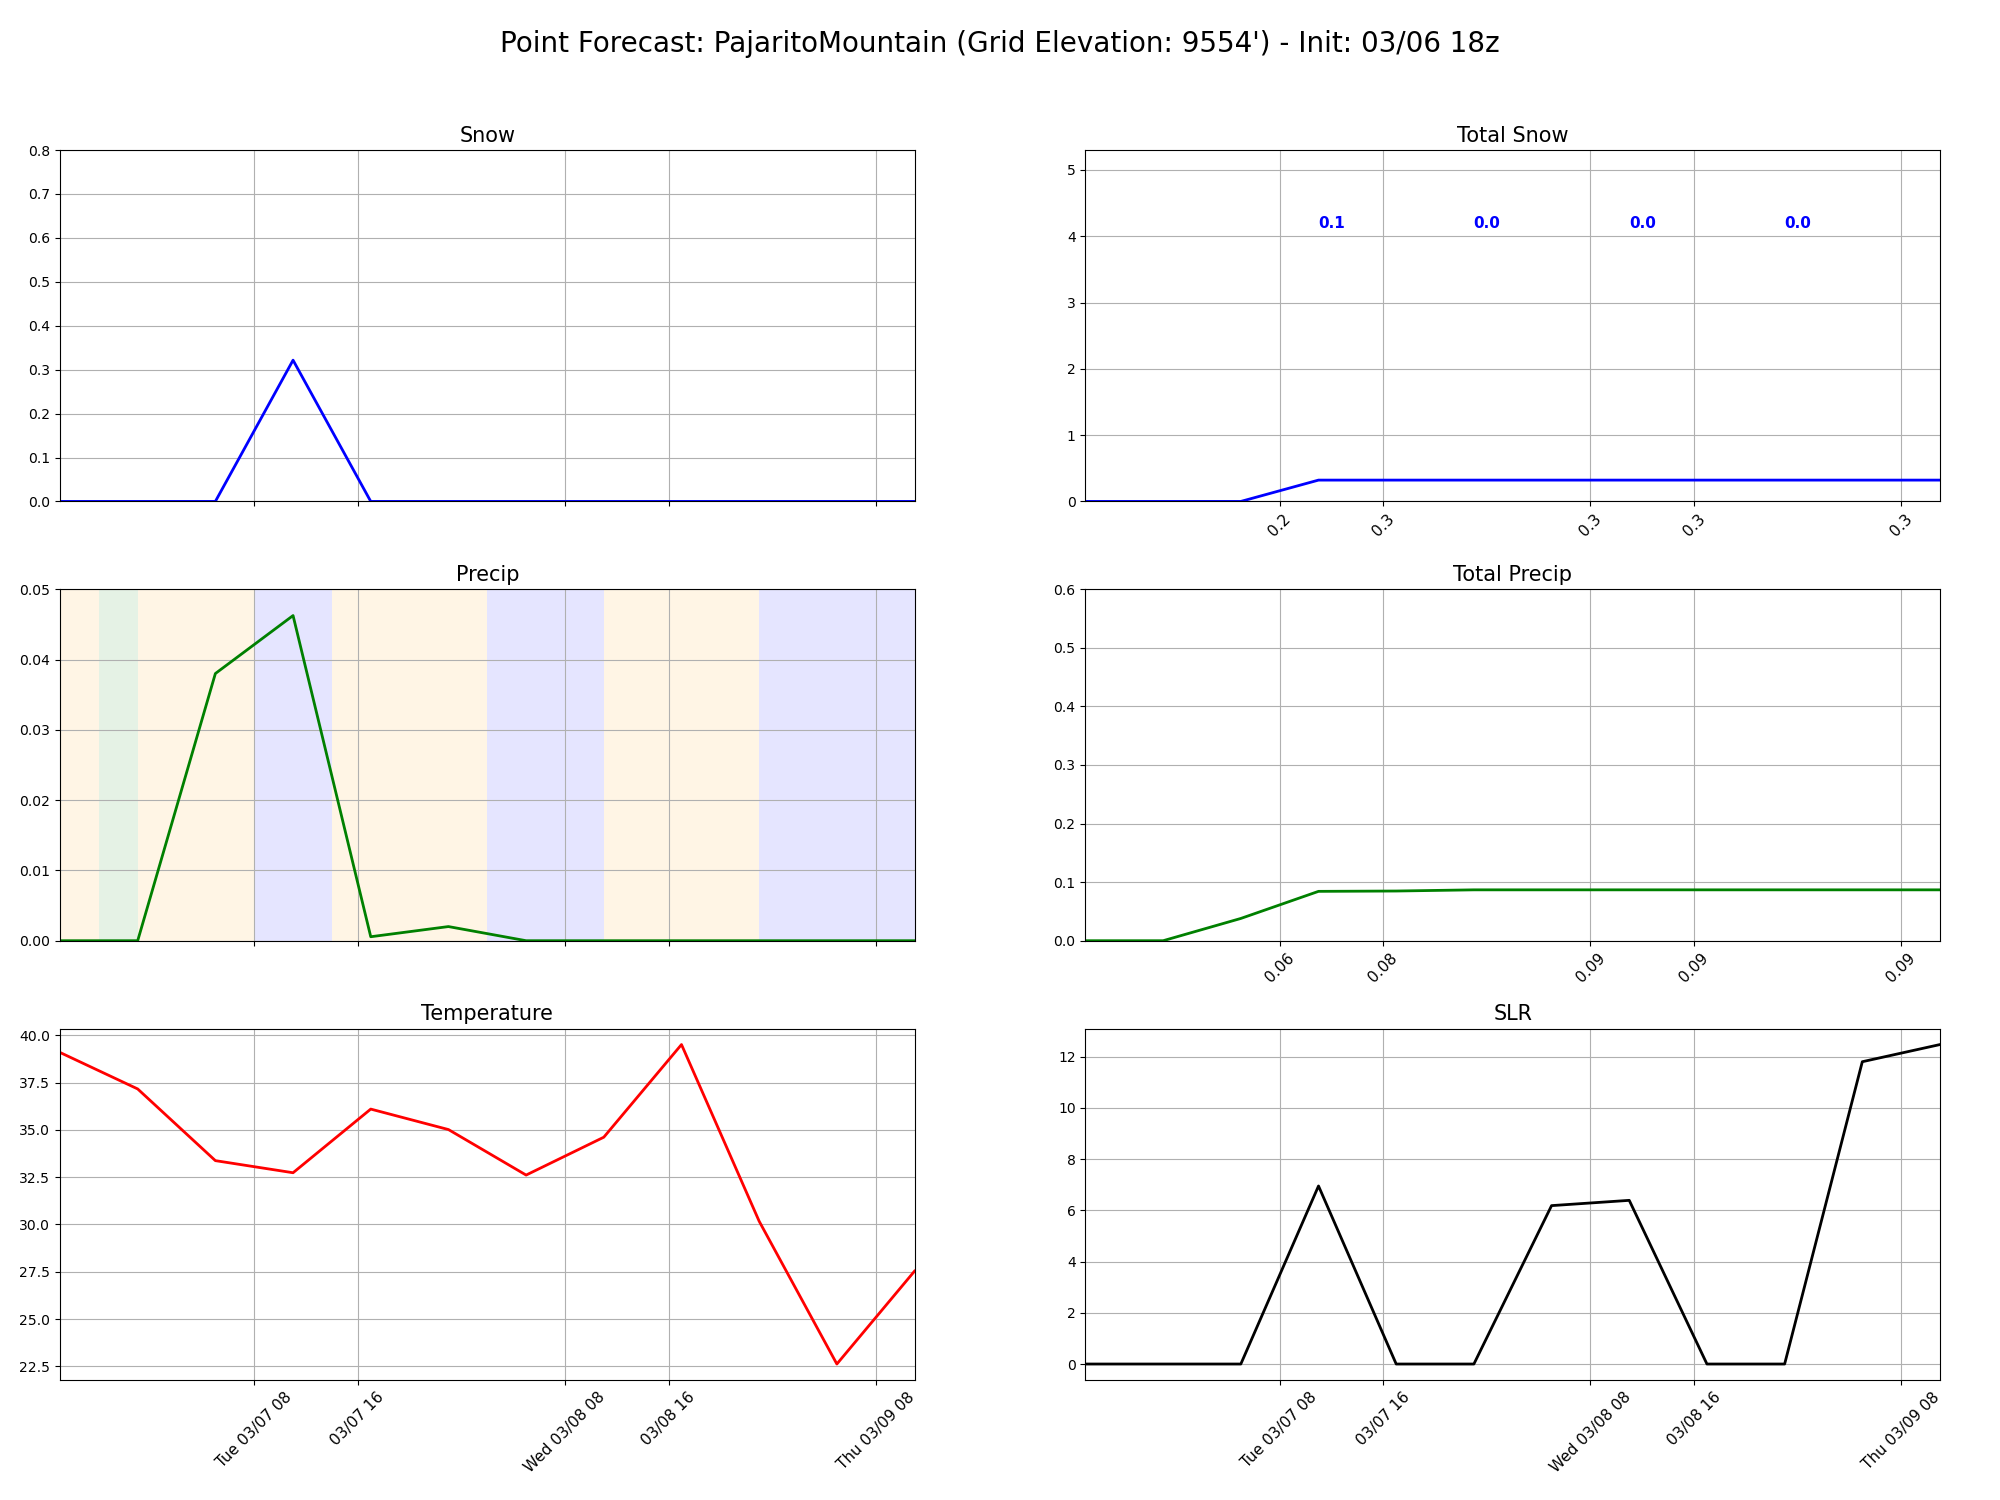 Point Forecast: PajaritoMountain (Grid Elevation: 9554') - Init: 03/06 18z
Snow
0.8
0.7
0.6
0.5
0.4
0.3
0.2
0.1
0.0
Total Snow
5
4
3
2
1
0
0.1 0.0 0.0 0.0
0.2 0.3 0.3 0.3 0.3
Precip
0.05
0.04
0.03
0.02
0.01
0.00
Total Precip
0.6
0.5
0.4
0.3
0.2
0.1
0.0
0.06 0.08 0.09 0.09 0.09
Temperature
40.0
37.5
35.0
32.5
30.0
27.5
25.0
22.5
Tue 03/07 08
03/07 16
Wed 03/08 08
03/08 16
Thu 03/09 08
SLR
12
10
8
6
4
2
0
Tue 03/07 08
03/07 16
Wed 03/08 08
03/08 16
Thu 03/09 08